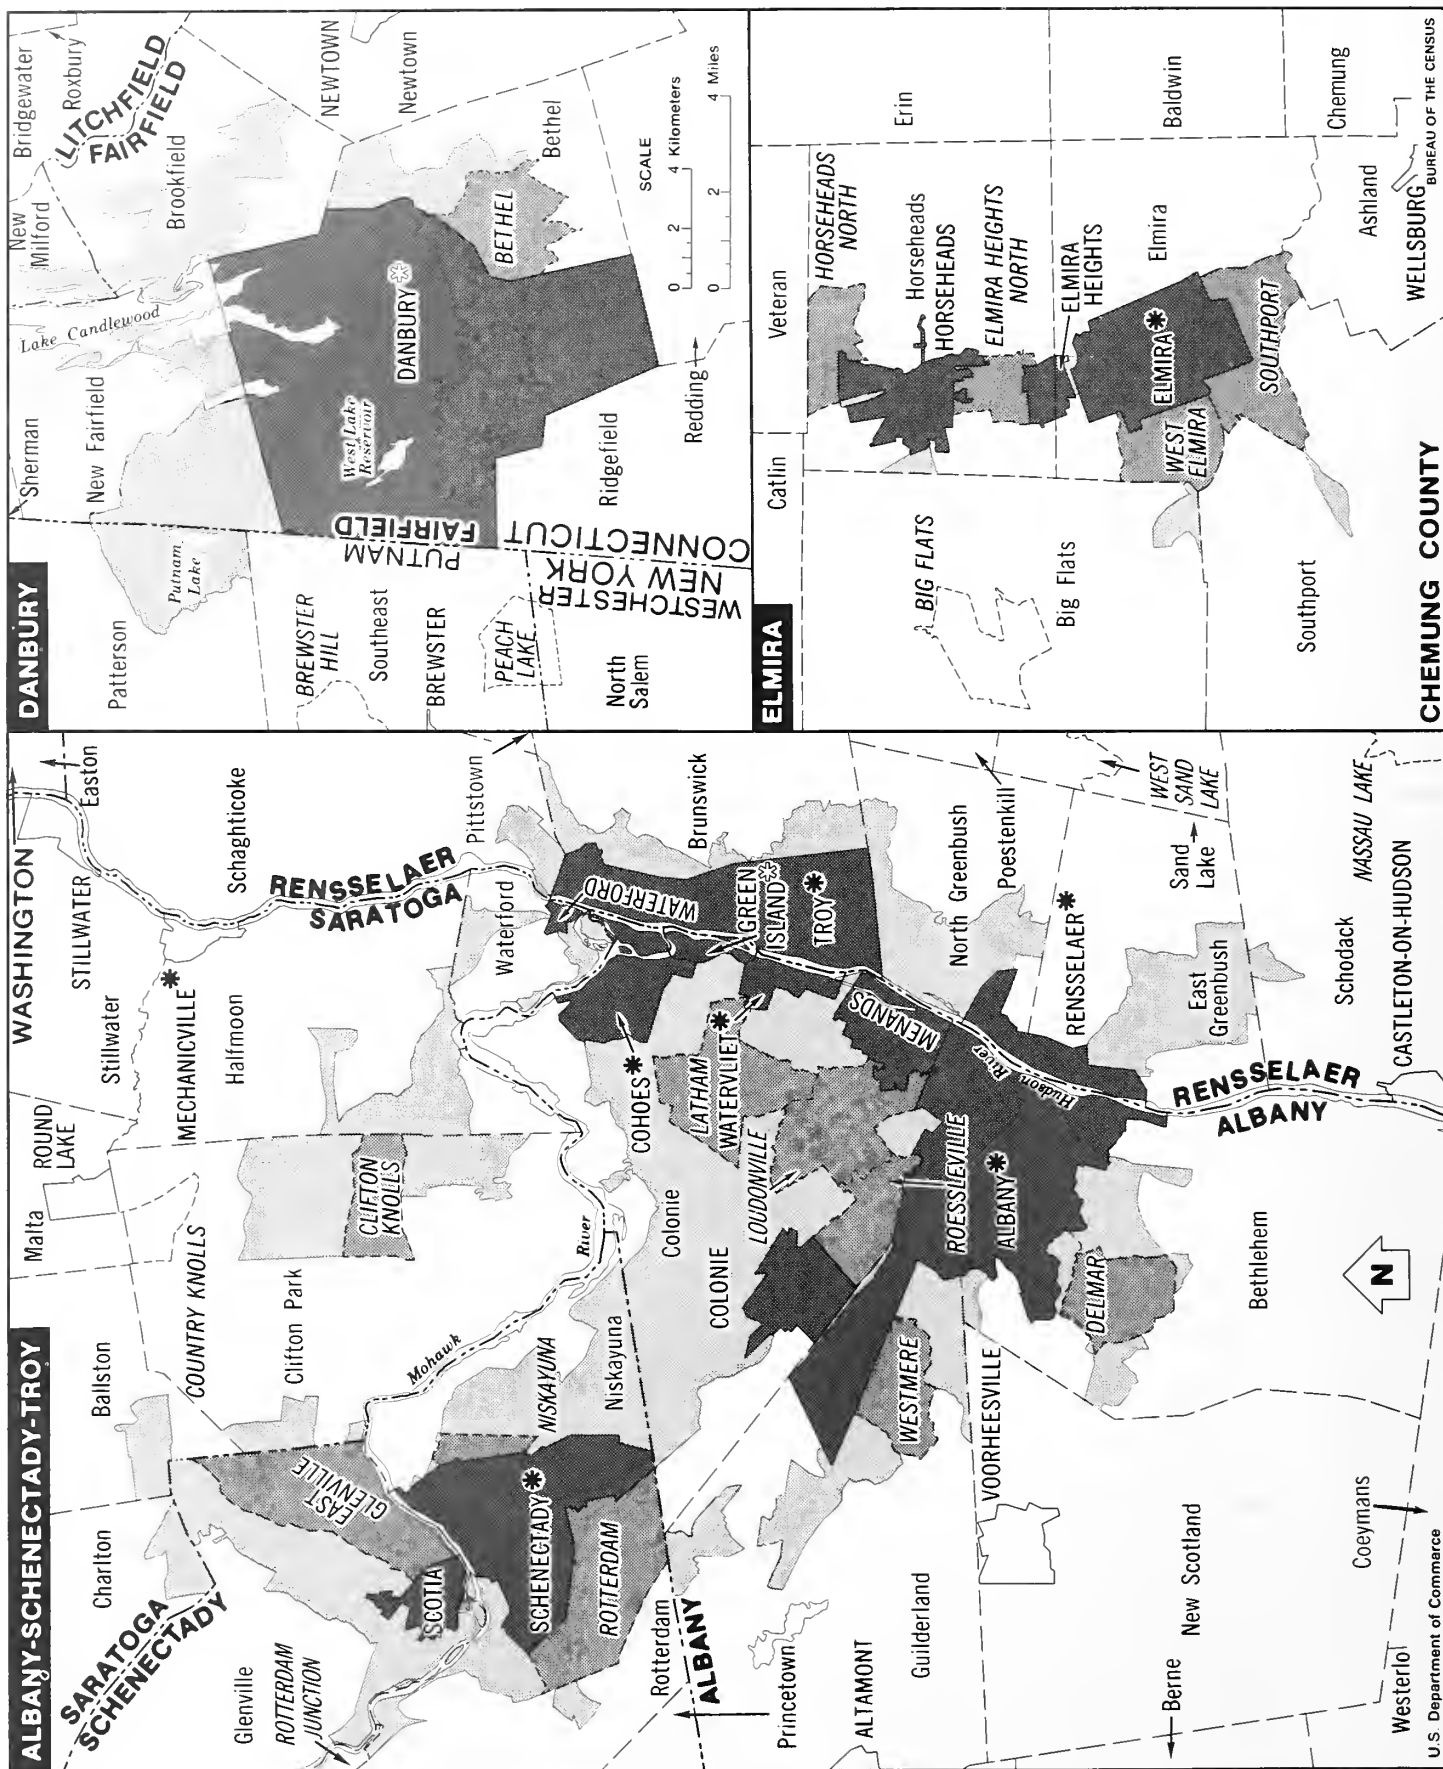 ALBANY-SCHENECTADY-TROY
SARATOGA
SCHENECTADY
Charlton
Ballston
Malta
ROUND
LAKE
Stillwater
STILLWATER
WASHINGTON
Easton
COUNTRY KNOLLS
MECHANICVILLE
Glenville
ROTTERDAM
JUNCTION
EAST
GLENVILLE
Clifton Park
CLIFTON
KNOLLS
Halfmoon
Schaghticoke
RENSSELAER
SARATOGA
Mohawk
River
SCOTIA
SCHENECTADY
NISKAYUNA
Niskayuna
ROTTERDAM
Rotterdam
ALBANY
Princetown
Waterford
WATERFORD
Pittstown
COHOES
Colonie
COLONIE
LATHAM
WATERVLIET
LOUDONVILLE
GREEN
ISLAND
TROY
Brunswick
MENANDS
ALTAMONT
Guilderland
WESTMERE
ROESSLEVILLE
ALBANY
Hudson River
North Greenbush
Poestenkill
RENSSELAER
VOORHEESVILLE
DELMAR
East
Greenbush
Sand
Lake
WEST
SAND
LAKE
Berne
New Scotland
Bethlehem
RENSSELAER
ALBANY
Schodack
NASSAU LAKE
CASTLETON-ON-HUDSON
N
Westerlo
Coeymans
U.S. Department of Commerce
DANBURY
Patterson
Putnam
Lake
Sherman
New Fairfield
Lake Candlewood
New
Milford
Bridgewater
Roxbury
LITCHFIELD
FAIRFIELD
Brookfield
BREWSTER
HILL
Southeast
BREWSTER
PUTNAM
FAIRFIELD
West Lake
Reservoir
DANBURY
NEWTOWN
Newtown
BETHEL
Bethel
PEACH
LAKE
North
Salem
WESTCHESTER
NEW YORK
CONNECTICUT
Ridgefield
Redding
SCALE
0 2 4 Kilometers
0 2 4 Miles
ELMIRA
Catlin
Veteran
HORSEHEADS
NORTH
Erin
Horseheads
HORSEHEADS
BIG FLATS
Big Flats
ELMIRA HEIGHTS
NORTH
ELMIRA
HEIGHTS
WEST
ELMIRA
ELMIRA
Elmira
Baldwin
Southport
SOUTHPORT
Chemung
Ashland
WELLSBURG
CHEMUNG COUNTY
BUREAU OF THE CENSUS